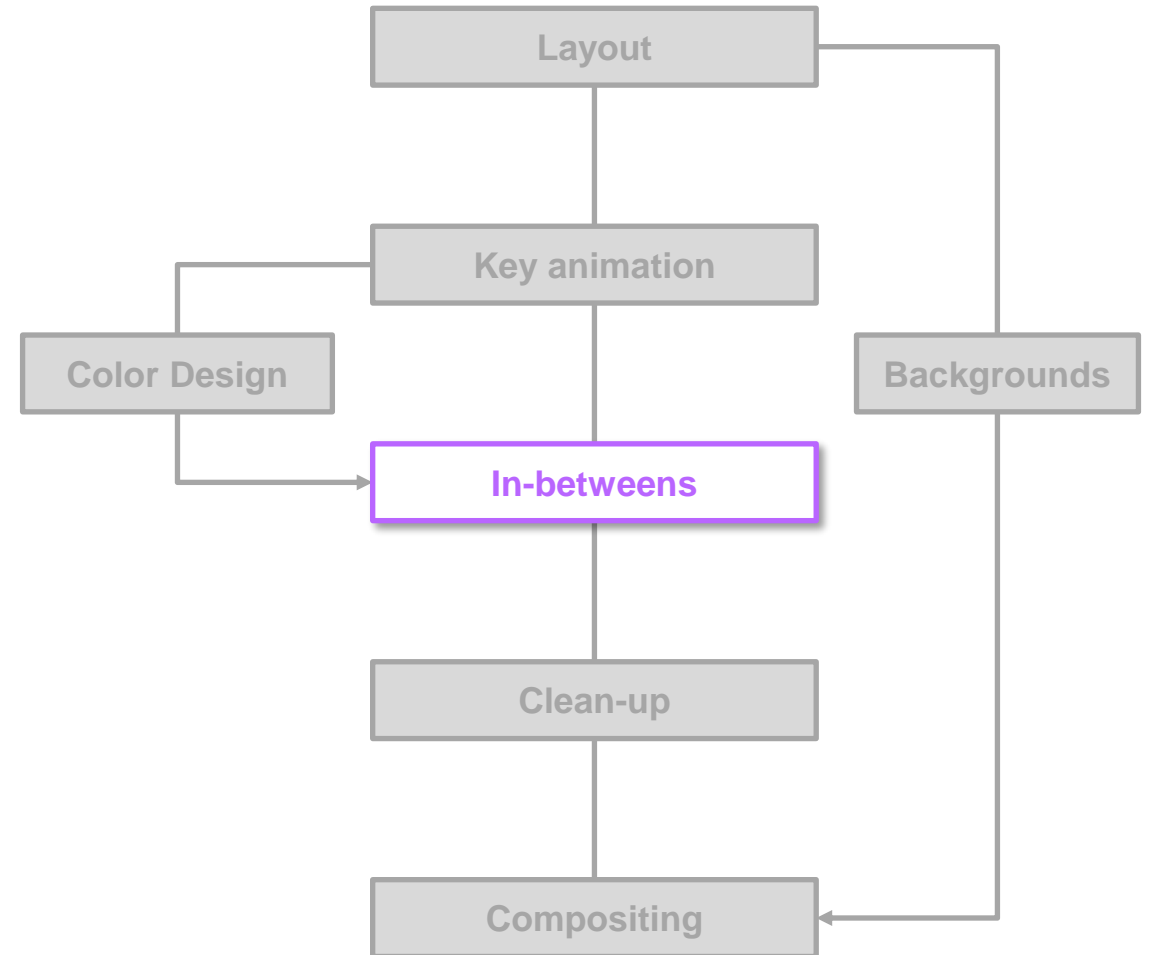 Layout
Key animation
Color Design
Backgrounds
In-betweens
Clean-up
Compositing